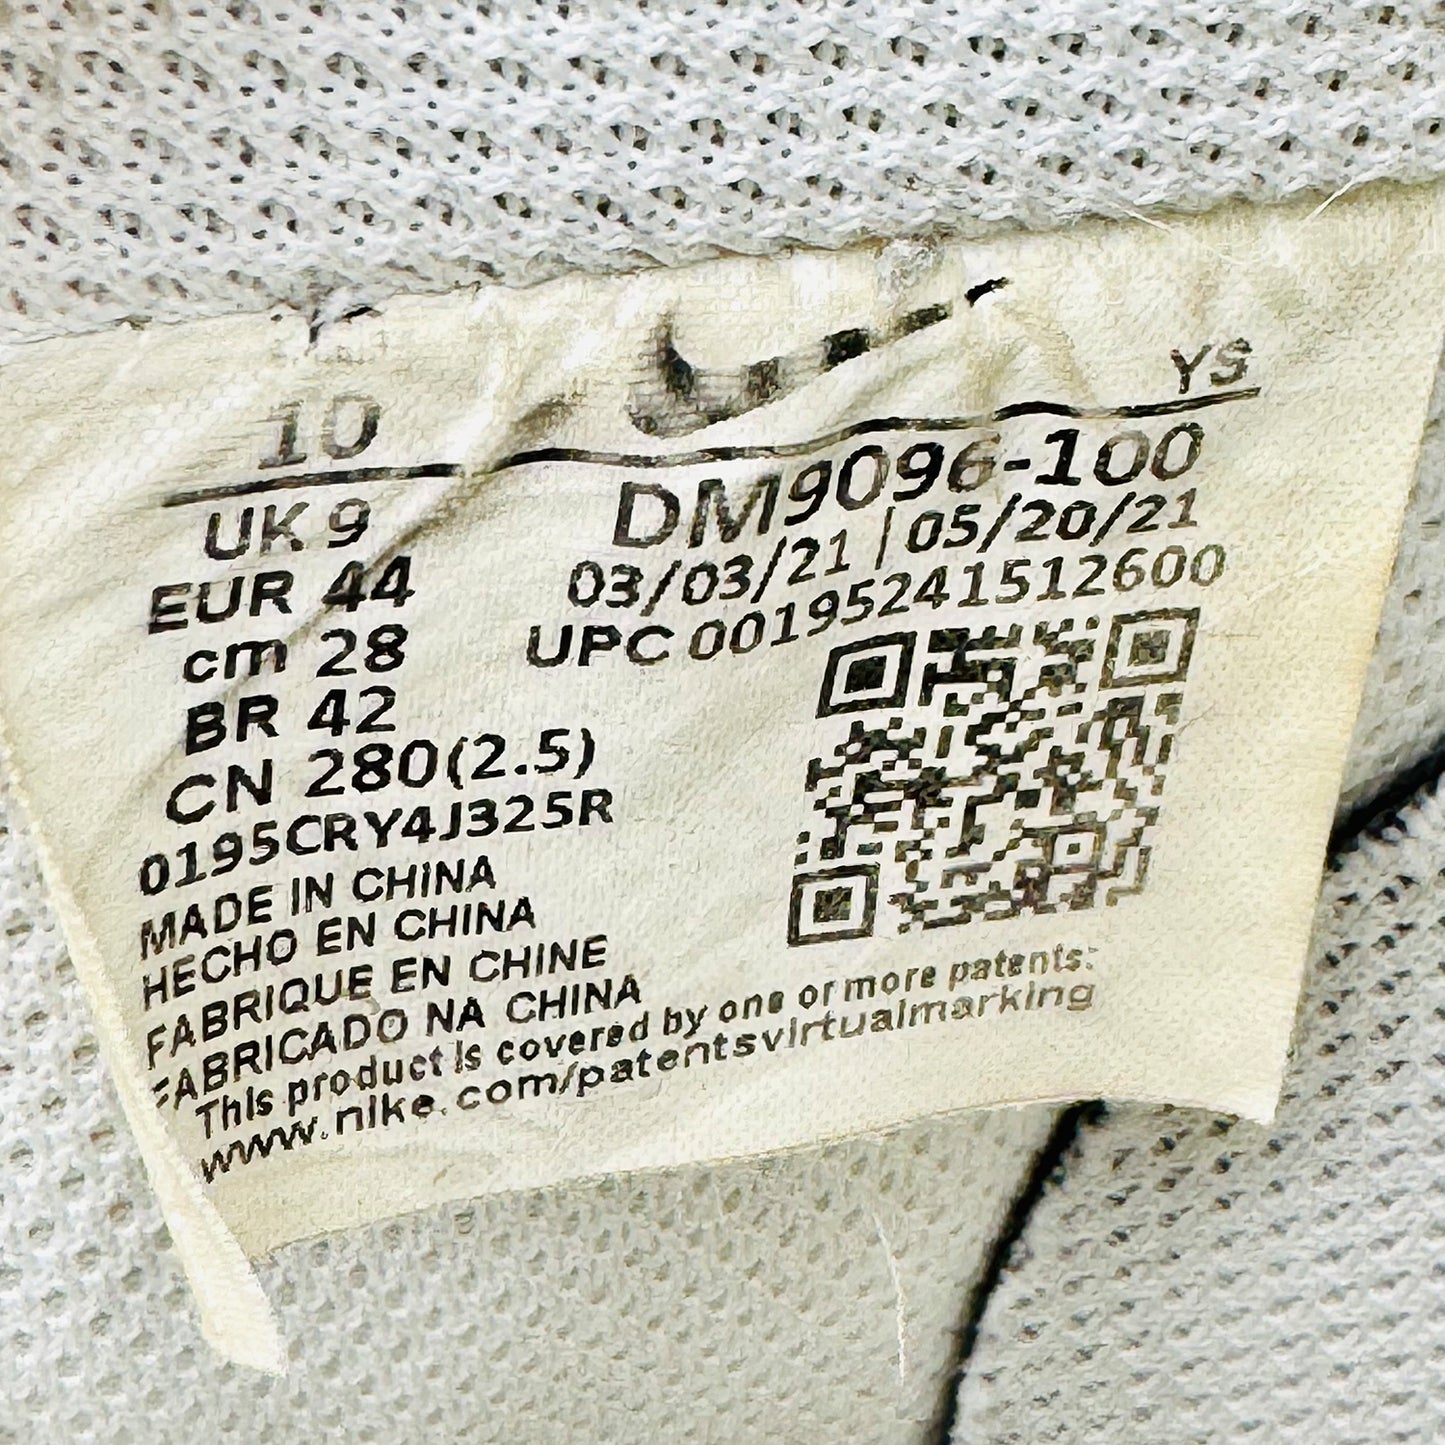 10
YS
UK 9
EUR 44
cm 28
BR 42
CN 280(2.5)
0195CRY4J325R
DM9096-100
03/03/21 | 05/20/21
UPC 00195241512600
MADE IN CHINA
HECHO EN CHINA
FABRIQUE EN CHINE
FABRICADO NA CHINA
This product is covered by one or more patents:
www.nike.com/patentsvirtualmarking